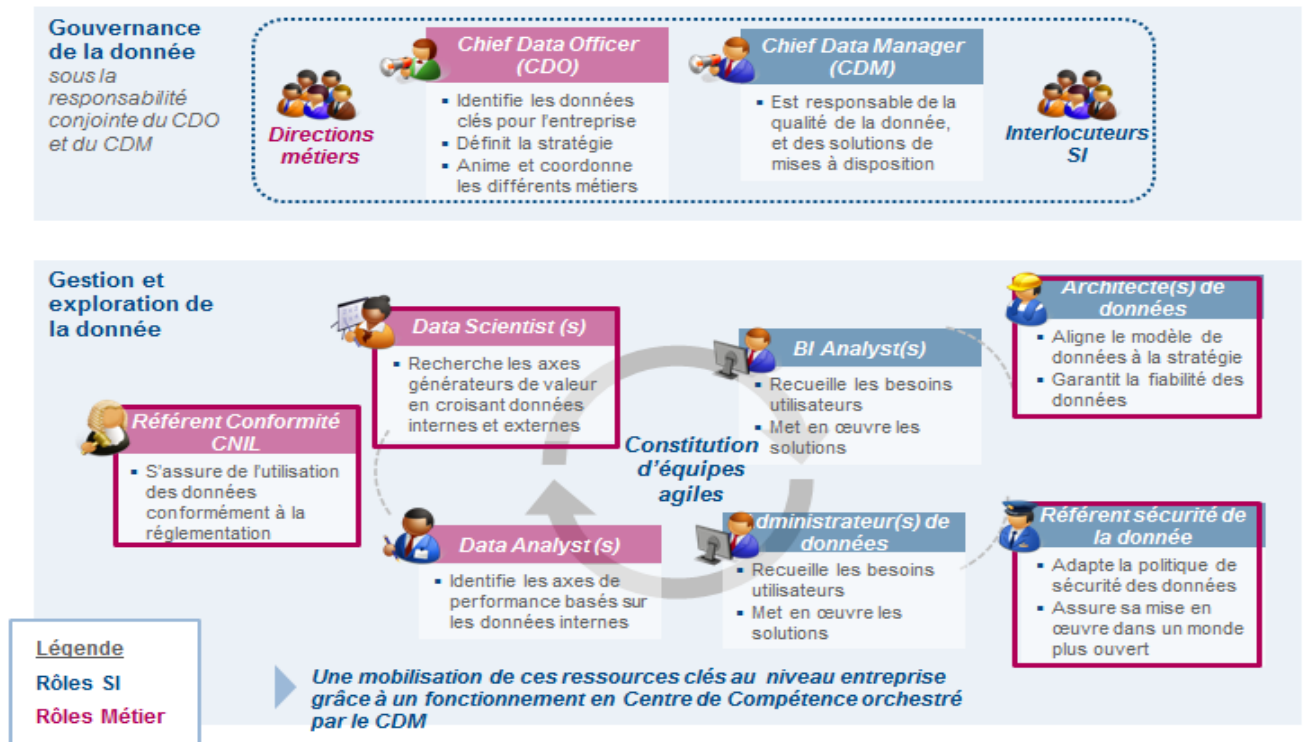 Gouvernance
de la donnée
sous la
responsabilité
conjointe du CDO
et du CDM
Directions
métiers
Chief Data Officer
(CDO)
▪ Identifie les données
clés pour l'entreprise
▪ Définit la stratégie
▪ Anime et coordonne
les différents métiers
Chief Data Manager
(CDM)
▪ Est responsable de la
qualité de la donnée,
et des solutions de
mises à disposition
Interlocuteurs
SI
Gestion et
exploration de
la donnée
Référent Conformité
CNIL
▪ S'assure de l'utilisation
des données
conformément à la
réglementation
Data Scientist (s)
▪ Recherche les axes
générateurs de valeur
en croisant données
internes et externes
Data Analyst (s)
▪ Identifie les axes de
performance basés sur
les données internes
Constitution
d'équipes
agiles
BI Analyst(s)
▪ Recueille les besoins
utilisateurs
▪ Met en œuvre les
solutions
dministrateur(s) de
données
▪ Recueille les besoins
utilisateurs
▪ Met en œuvre les
solutions
Architecte(s) de
données
▪ Aligne le modèle de
données à la stratégie
▪ Garantit la fiabilité des
données
Référent sécurité de
la donnée
▪ Adapte la politique de
sécurité des données
▪ Assure sa mise en
œuvre dans un monde
plus ouvert
Légende
Rôles SI
Rôles Métier
Une mobilisation de ces ressources clés au niveau entreprise
grâce à un fonctionnement en Centre de Compétence orchestré
par le CDM